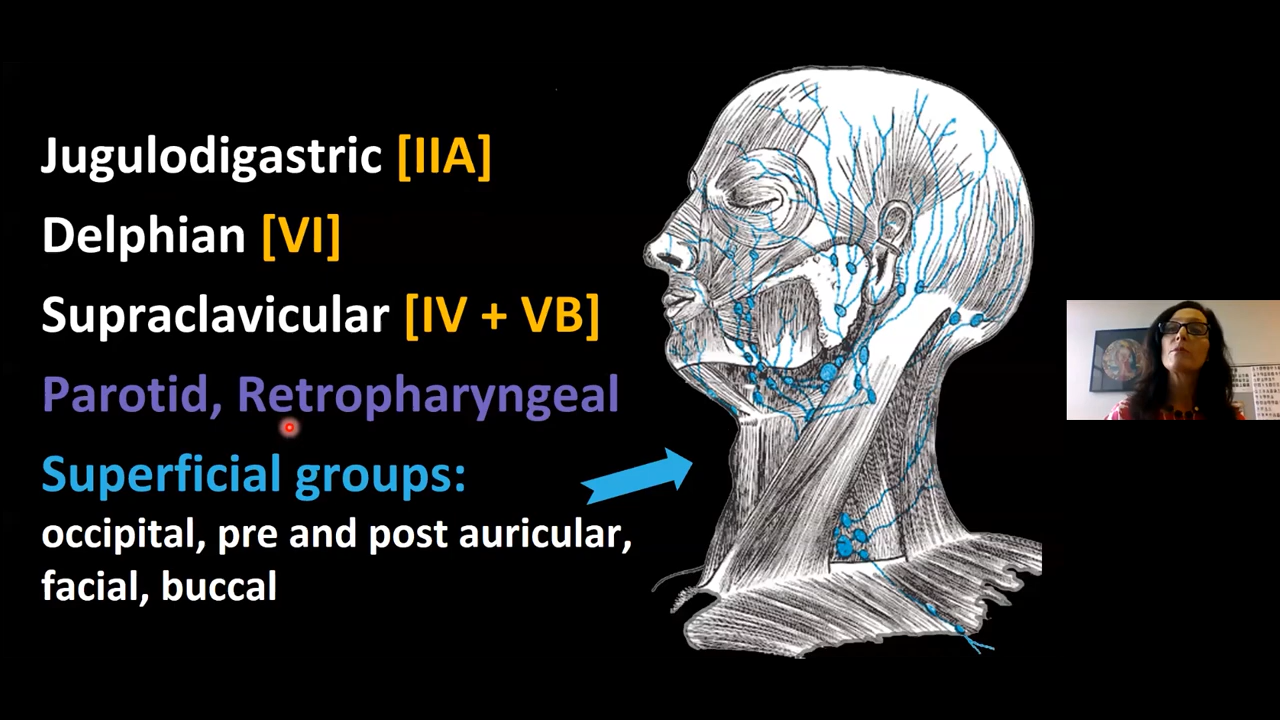 Jugulodigastric [IIA]
Delphian [VI]
Supraclavicular [IV + VB]
Parotid, Retropharyngeal
Superficial groups:
occipital, pre and post auricular,
facial, buccal